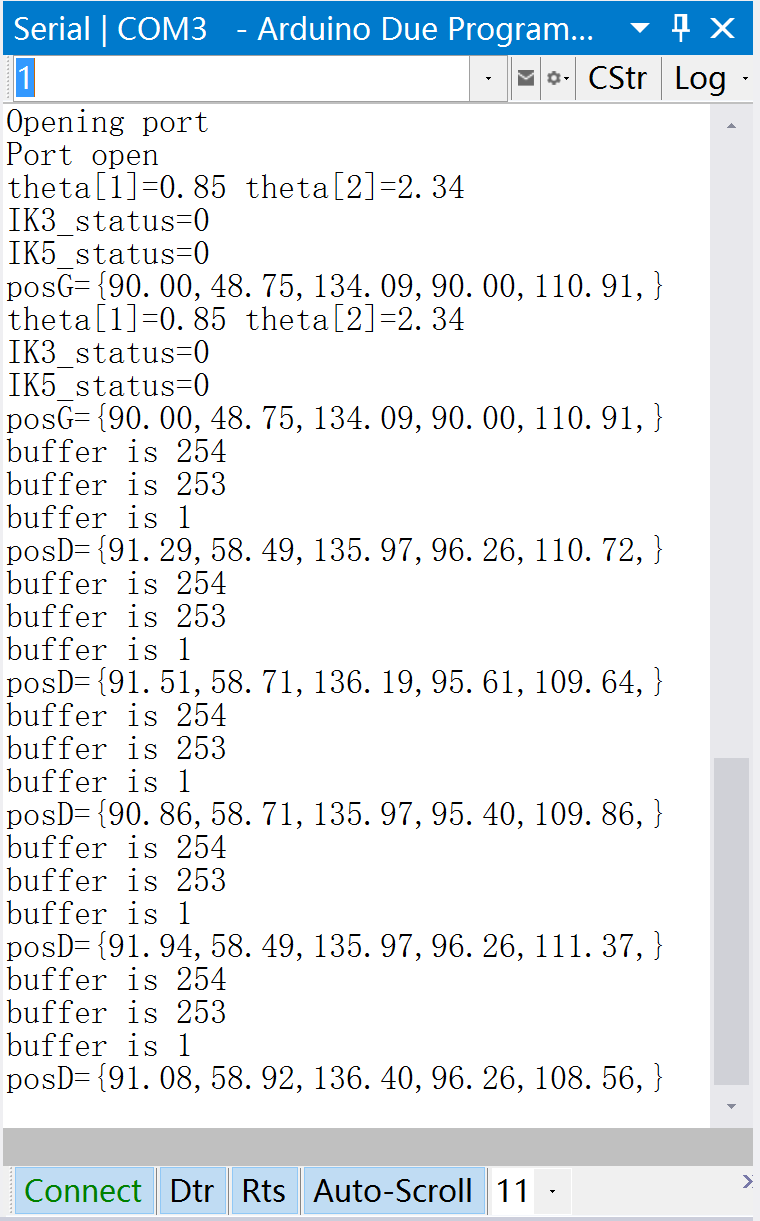 Serial | COM3 - Arduino Due Program...
1
CStr
Log
Opening port
Port open
theta[1]=0.85 theta[2]=2.34
IK3_status=0
IK5_status=0
posG={90.00,48.75,134.09,90.00,110.91,}
theta[1]=0.85 theta[2]=2.34
IK3_status=0
IK5_status=0
posG={90.00,48.75,134.09,90.00,110.91,}
buffer is 254
buffer is 253
buffer is 1
posD={91.29,58.49,135.97,96.26,110.72,}
buffer is 254
buffer is 253
buffer is 1
posD={91.51,58.71,136.19,95.61,109.64,}
buffer is 254
buffer is 253
buffer is 1
posD={90.86,58.71,135.97,95.40,109.86,}
buffer is 254
buffer is 253
buffer is 1
posD={91.94,58.49,135.97,96.26,111.37,}
buffer is 254
buffer is 253
buffer is 1
posD={91.08,58.92,136.40,96.26,108.56,}
Connect
Dtr
Rts
Auto-Scroll
11